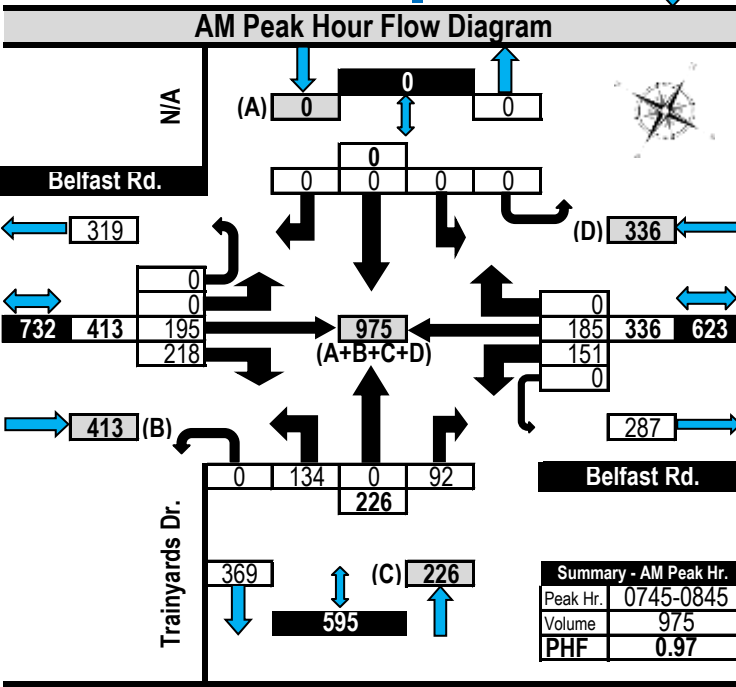 AM Peak Hour Flow Diagram
N/A
0
(A) 0 0
0
Belfast Rd.
0 0 0 0
319
(D) 336
0
0
732 413 195
218
975
(A+B+C+D)
0
185 336 623
151
0
413 (B)
287
0 134 0 92
226
Belfast Rd.
Trainyards Dr.
369
(C) 226
595
Summary - AM Peak Hr.
Peak Hr. 0745-0845
Volume 975
PHF 0.97